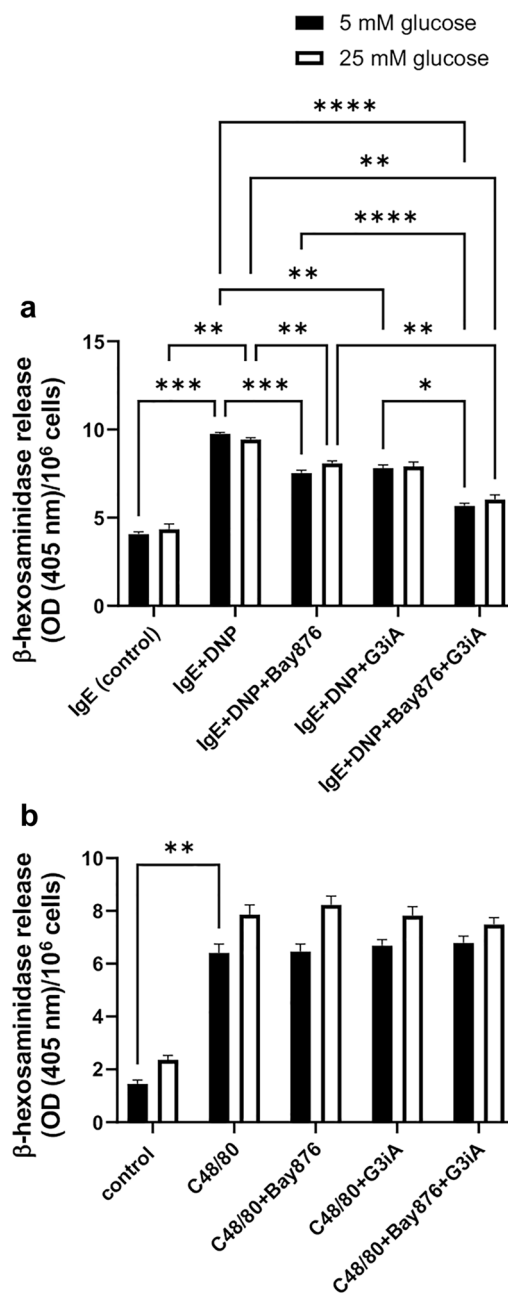 5 mM glucose
25 mM glucose
****
**
****
**
a
** ** **
*** *** *
β-hexosaminidase release
(OD (405 nm)/10⁶ cells)
15
10
5
0
IgE (control)
IgE+DNP
IgE+DNP+Bay876
IgE+DNP+G3iA
IgE+DNP+Bay876+G3iA
b
**
β-hexosaminidase release
(OD (405 nm)/10⁶ cells)
10
8
6
4
2
0
control
C48/80
C48/80+Bay876
C48/80+G3iA
C48/80+Bay876+G3iA